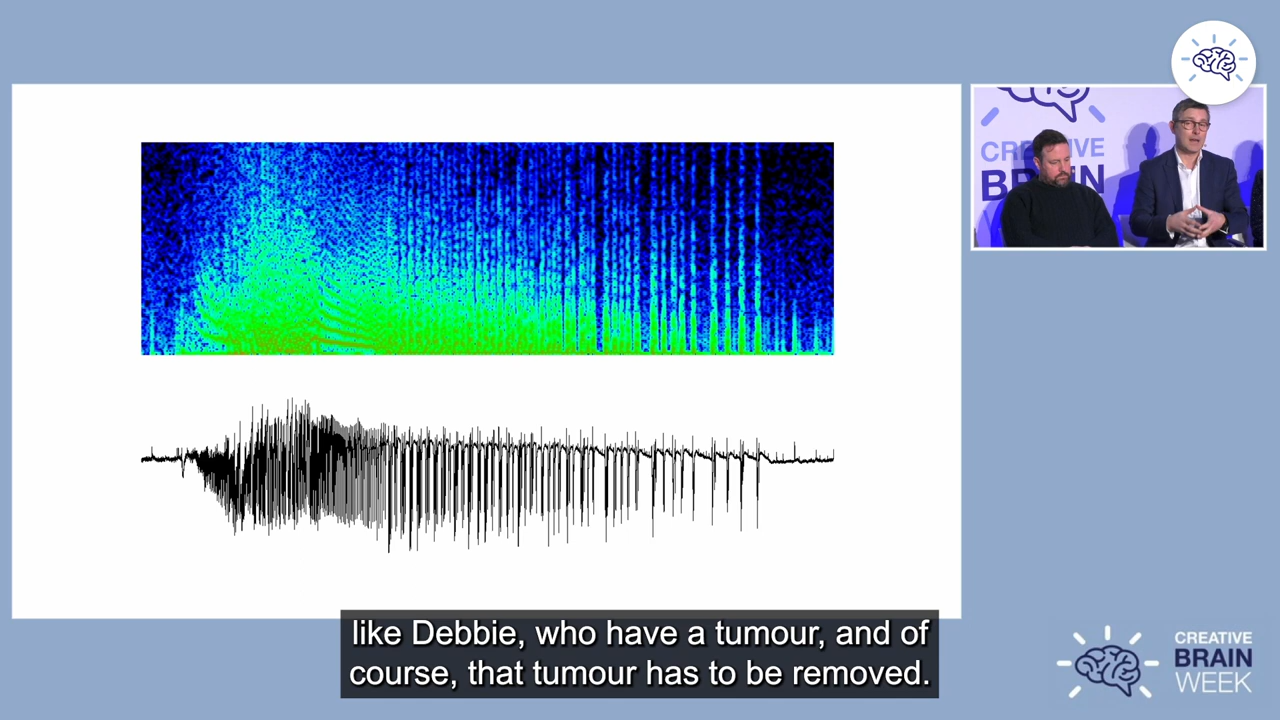 CREATIVE
BRAIN
like Debbie, who have a tumour, and of
course, that tumour has to be removed.
CREATIVE
BRAIN
WEEK